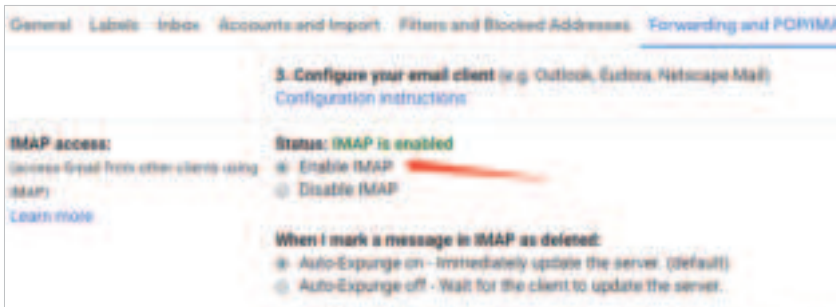 General Labels Inbox Accounts and Import Filters and Blocked Addresses Forwarding and POP/IMA
3. Configure your email client (e.g. Outlook, Eudora, Netscape Mail)
Configuration instructions
IMAP access:
(access Gmail from other clients using
IMAP)
Learn more
Status: IMAP is enabled
Enable IMAP
Disable IMAP
When I mark a message in IMAP as deleted:
Auto-Expunge on - Immediately update the server. (default)
Auto-Expunge off - Wait for the client to update the server.